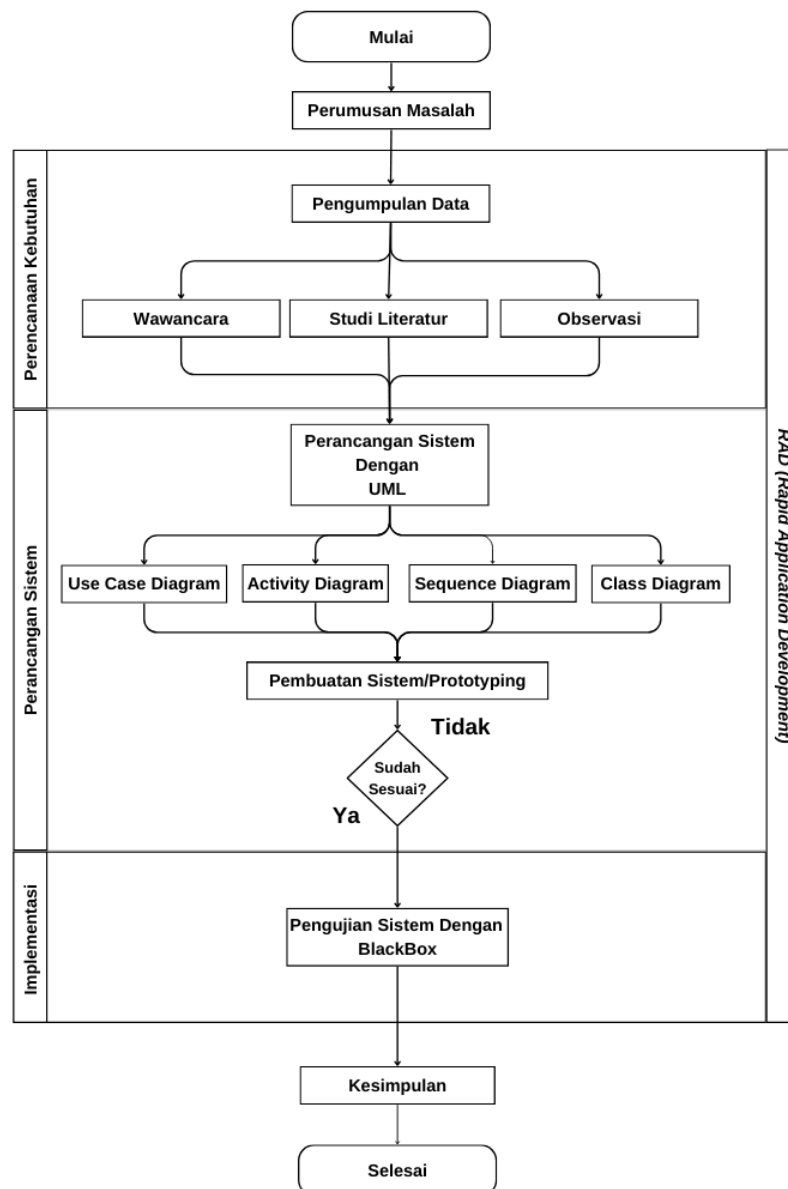 Mulai
Perumusan Masalah
Perencanaan Kebutuhan
Pengumpulan Data
Wawancara
Studi Literatur
Observasi
RAD (Rapid Application Development)
Perancangan Sistem
Perancangan Sistem
Dengan
UML
Use Case Diagram
Activity Diagram
Sequence Diagram
Class Diagram
Pembuatan Sistem/Prototyping
Tidak
Sudah
Sesuai?
Ya
Implementasi
Pengujian Sistem Dengan
BlackBox
Kesimpulan
Selesai